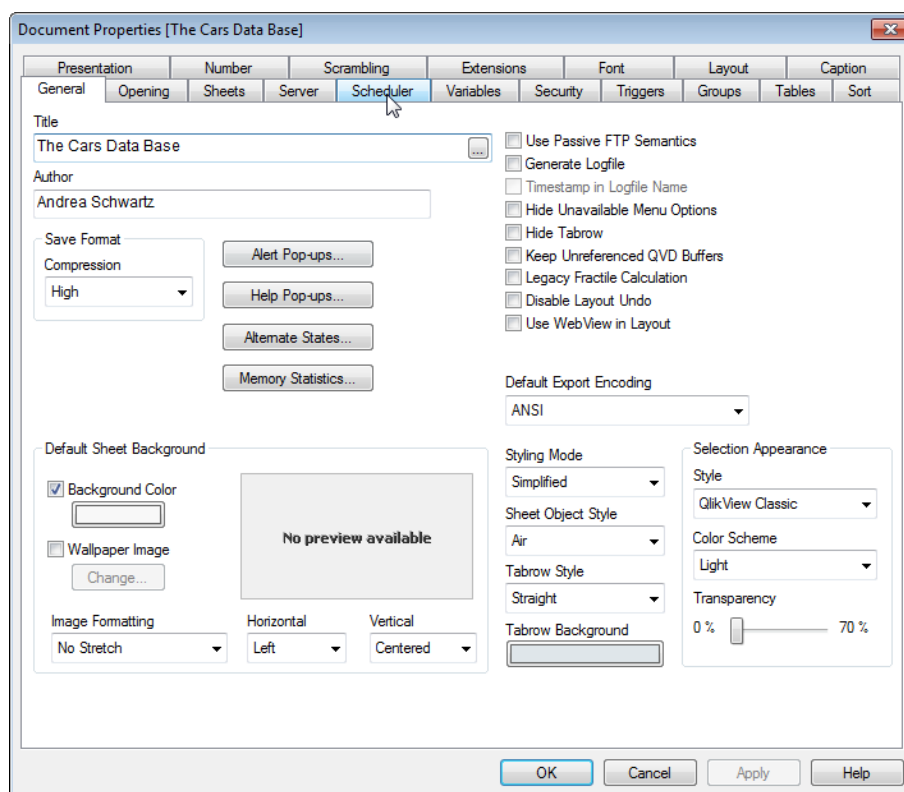 Document Properties [The Cars Data Base]
Presentation Number Scrambling Extensions Font Layout Caption
General Opening Sheets Server Scheduler Variables Security Triggers Groups Tables Sort
Title
The Cars Data Base
...
Author
Andrea Schwartz
Save Format
Compression
High
Alert Pop-ups...
Help Pop-ups...
Alternate States...
Memory Statistics...
Use Passive FTP Semantics
Generate Logfile
Timestamp in Logfile Name
Hide Unavailable Menu Options
Hide Tabrow
Keep Unreferenced QVD Buffers
Legacy Fractile Calculation
Disable Layout Undo
Use WebView in Layout
Default Export Encoding
ANSI
Default Sheet Background
Background Color
Wallpaper Image
Change...
No preview available
Image Formatting
No Stretch
Horizontal
Left
Vertical
Centered
Styling Mode
Simplified
Sheet Object Style
Air
Tabrow Style
Straight
Tabrow Background
Selection Appearance
Style
QlikView Classic
Color Scheme
Light
Transparency
0 % 70 %
OK Cancel Apply Help